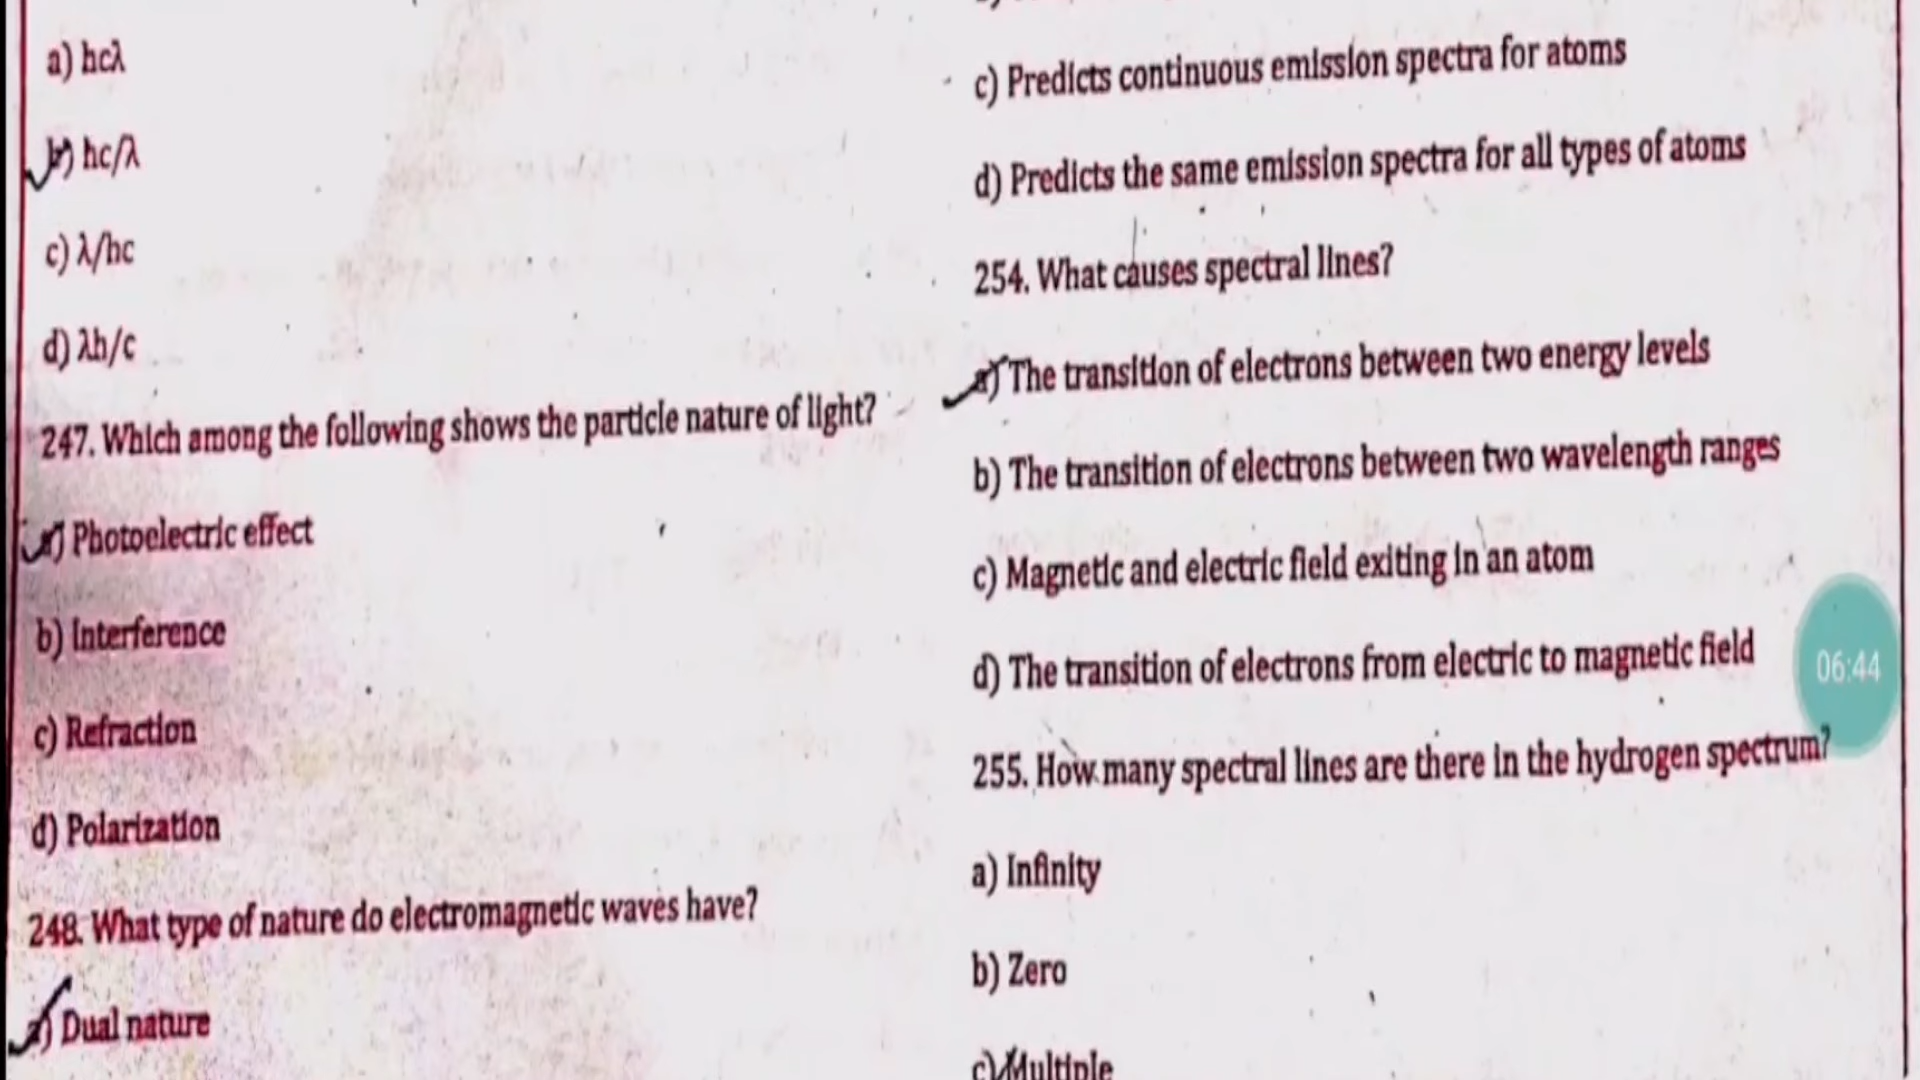 a) hcλ
b) hc/λ
c) λ/hc
d) λh/c
247. Which among the following shows the particle nature of light?
a) Photoelectric effect
b) Interference
c) Refraction
d) Polarization
248. What type of nature do electromagnetic waves have?
a) Dual nature
c) Predicts continuous emission spectra for atoms
d) Predicts the same emission spectra for all types of atoms
254. What causes spectral lines?
a) The transition of electrons between two energy levels
b) The transition of electrons between two wavelength ranges
c) Magnetic and electric field exiting in an atom
d) The transition of electrons from electric to magnetic field
255. How many spectral lines are there in the hydrogen spectrum?
a) Infinity
b) Zero
c) Multiple
06:44